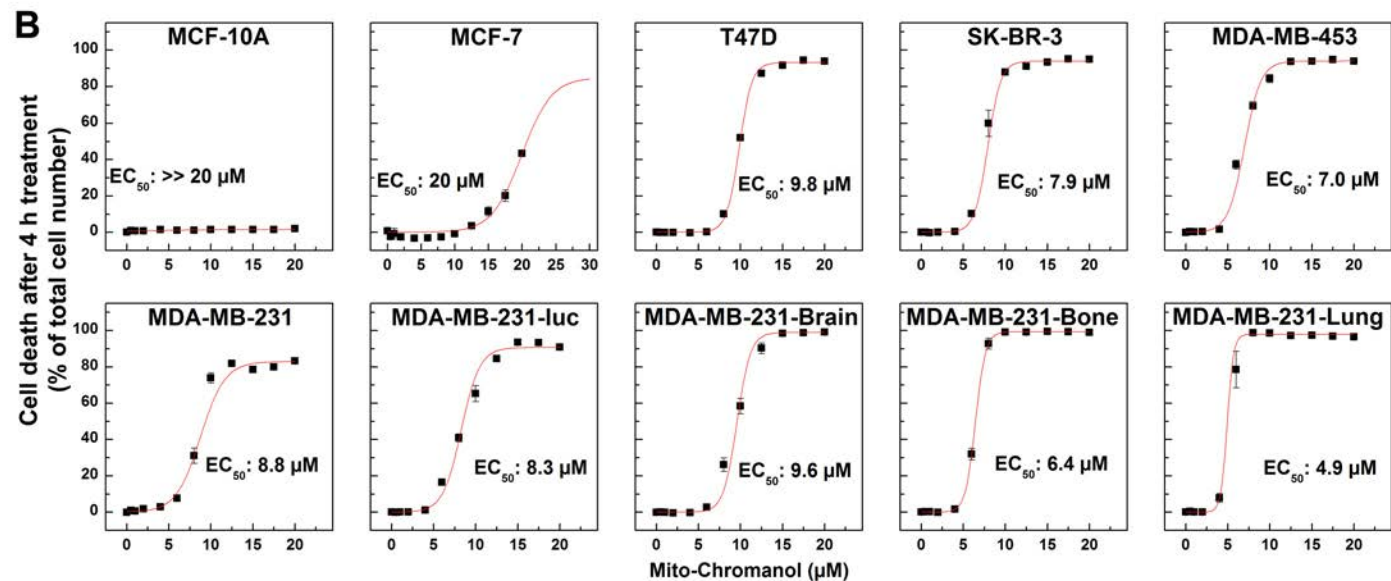 B
Cell death after 4 h treatment
(% of total cell number)
MCF-10A
MCF-7
T47D
SK-BR-3
MDA-MB-453
100
80
60
40
20
0
EC50: >> 20 µM
EC50: 20 µM
EC50: 9.8 µM
EC50: 7.9 µM
EC50: 7.0 µM
0 5 10 15 20
0 5 10 15 20 25 30
0 5 10 15 20
0 5 10 15 20
0 5 10 15 20
MDA-MB-231
MDA-MB-231-luc
MDA-MB-231-Brain
MDA-MB-231-Bone
MDA-MB-231-Lung
100
80
60
40
20
0
EC50: 8.8 µM
EC50: 8.3 µM
EC50: 9.6 µM
EC50: 6.4 µM
EC50: 4.9 µM
0 5 10 15 20
0 5 10 15 20
0 5 10 15 20
0 5 10 15 20
0 5 10 15 20
Mito-Chromanol (µM)